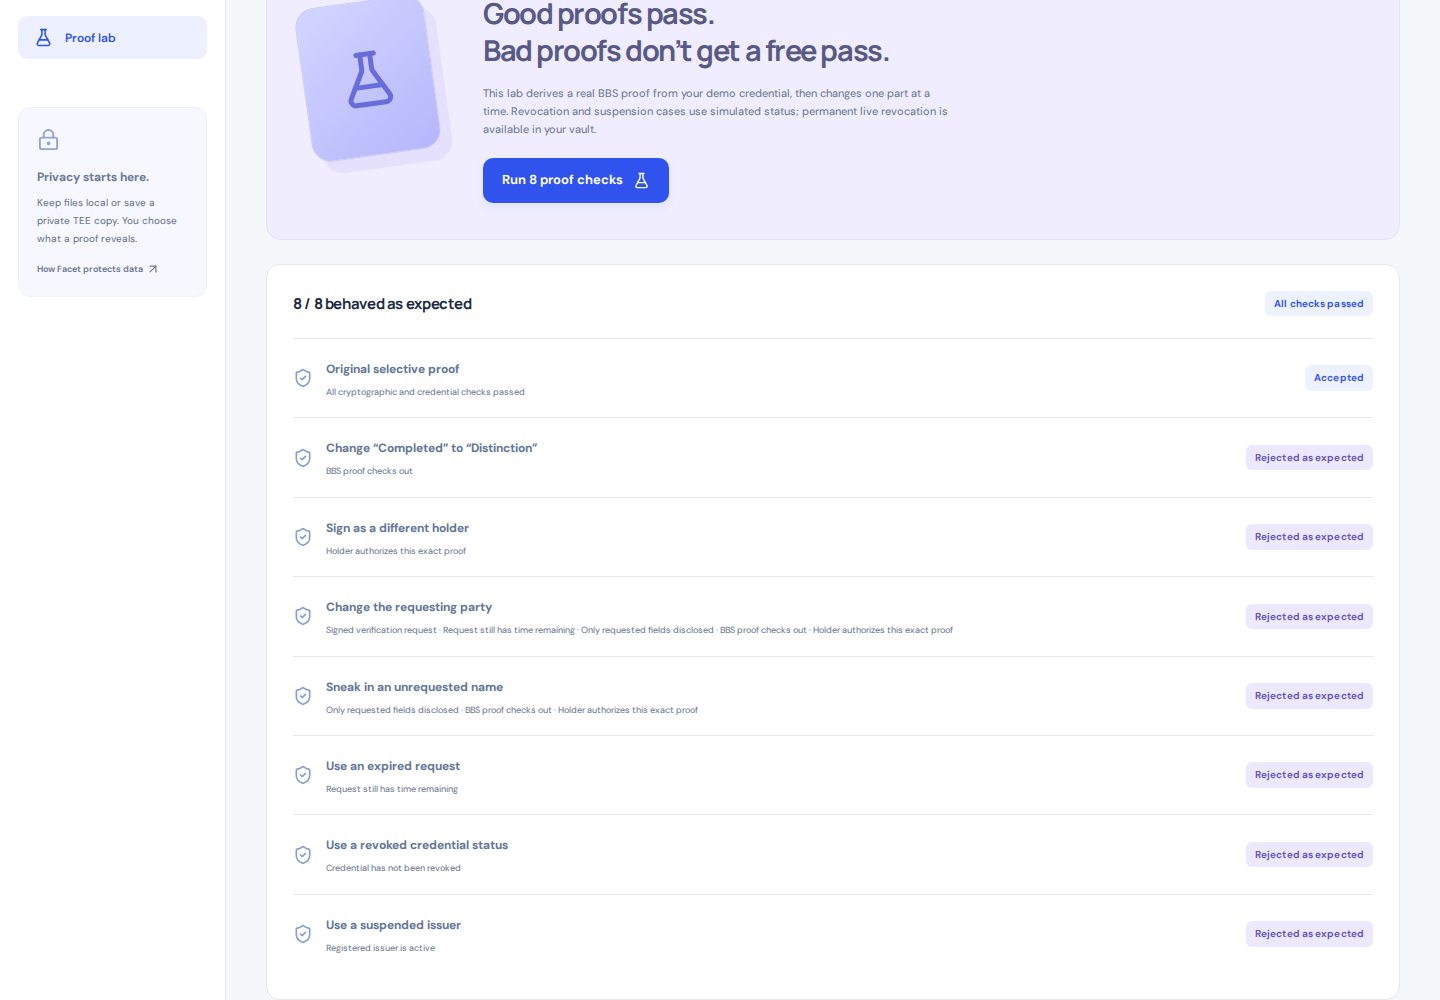 Proof lab
Privacy starts here.
Keep files local or save a
private TEE copy. You choose
what a proof reveals.
How Facet protects data
Good proofs pass.
Bad proofs don’t get a free pass.
This lab derives a real BBS proof from your demo credential, then changes one part at a
time. Revocation and suspension cases use simulated status; permanent live revocation is
available in your vault.
Run 8 proof checks
8 / 8 behaved as expected
All checks passed
Original selective proof
All cryptographic and credential checks passed
Accepted
Change “Completed” to “Distinction”
BBS proof checks out
Rejected as expected
Sign as a different holder
Holder authorizes this exact proof
Rejected as expected
Change the requesting party
Signed verification request · Request still has time remaining · Only requested fields disclosed · BBS proof checks out · Holder authorizes this exact proof
Rejected as expected
Sneak in an unrequested name
Only requested fields disclosed · BBS proof checks out · Holder authorizes this exact proof
Rejected as expected
Use an expired request
Request still has time remaining
Rejected as expected
Use a revoked credential status
Credential has not been revoked
Rejected as expected
Use a suspended issuer
Registered issuer is active
Rejected as expected